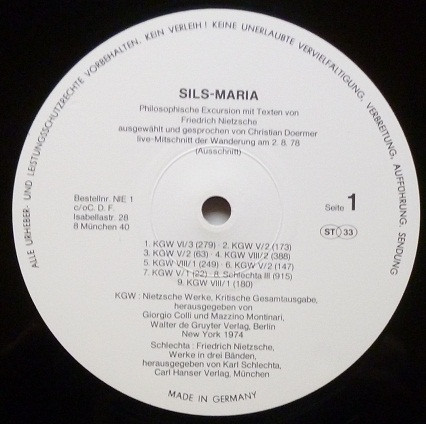 ALLE URHEBER- UND LEISTUNGSSCHUTZRECHTE VORBEHALTEN. KEIN VERLEIH! KEINE UNERLAUBTE VERVIELFÄLTIGUNG, VERBREITUNG, AUFFÜHRUNG, SENDUNG
SILS-MARIA
Philosophische Excursion mit Texten von
Friedrich Nietzsche
ausgewählt und gesprochen von Christian Doermer
live-Mitschnitt der Wanderung am 2. 8. 78
(Ausschnitt)
Bestellnr. NIE 1
c/oC. D. F.
Isabellastr. 28
8 München 40
Seite 1
ST 33
1. KGW VI/3 (279) · 2. KGW V/2 (173)
3. KGW V/2 (63) · 4. KGW VIII/2 (388)
5. KGW VIII/1 (249) · 6. KGW V/2 (147)
7. KGW V/1 (22) · 8. Schlechta III (915)
9. KGW VIII/1 (180)
KGW : Nietzsche Werke, Kritische Gesamtausgabe,
herausgegeben von
Giorgio Colli und Mazzino Montinari,
Walter de Gruyter Verlag, Berlin
New York 1974
Schlechta : Friedrich Nietzsche,
Werke in drei Bänden,
herausgegeben von Karl Schlechta,
Carl Hanser Verlag, München
MADE IN GERMANY